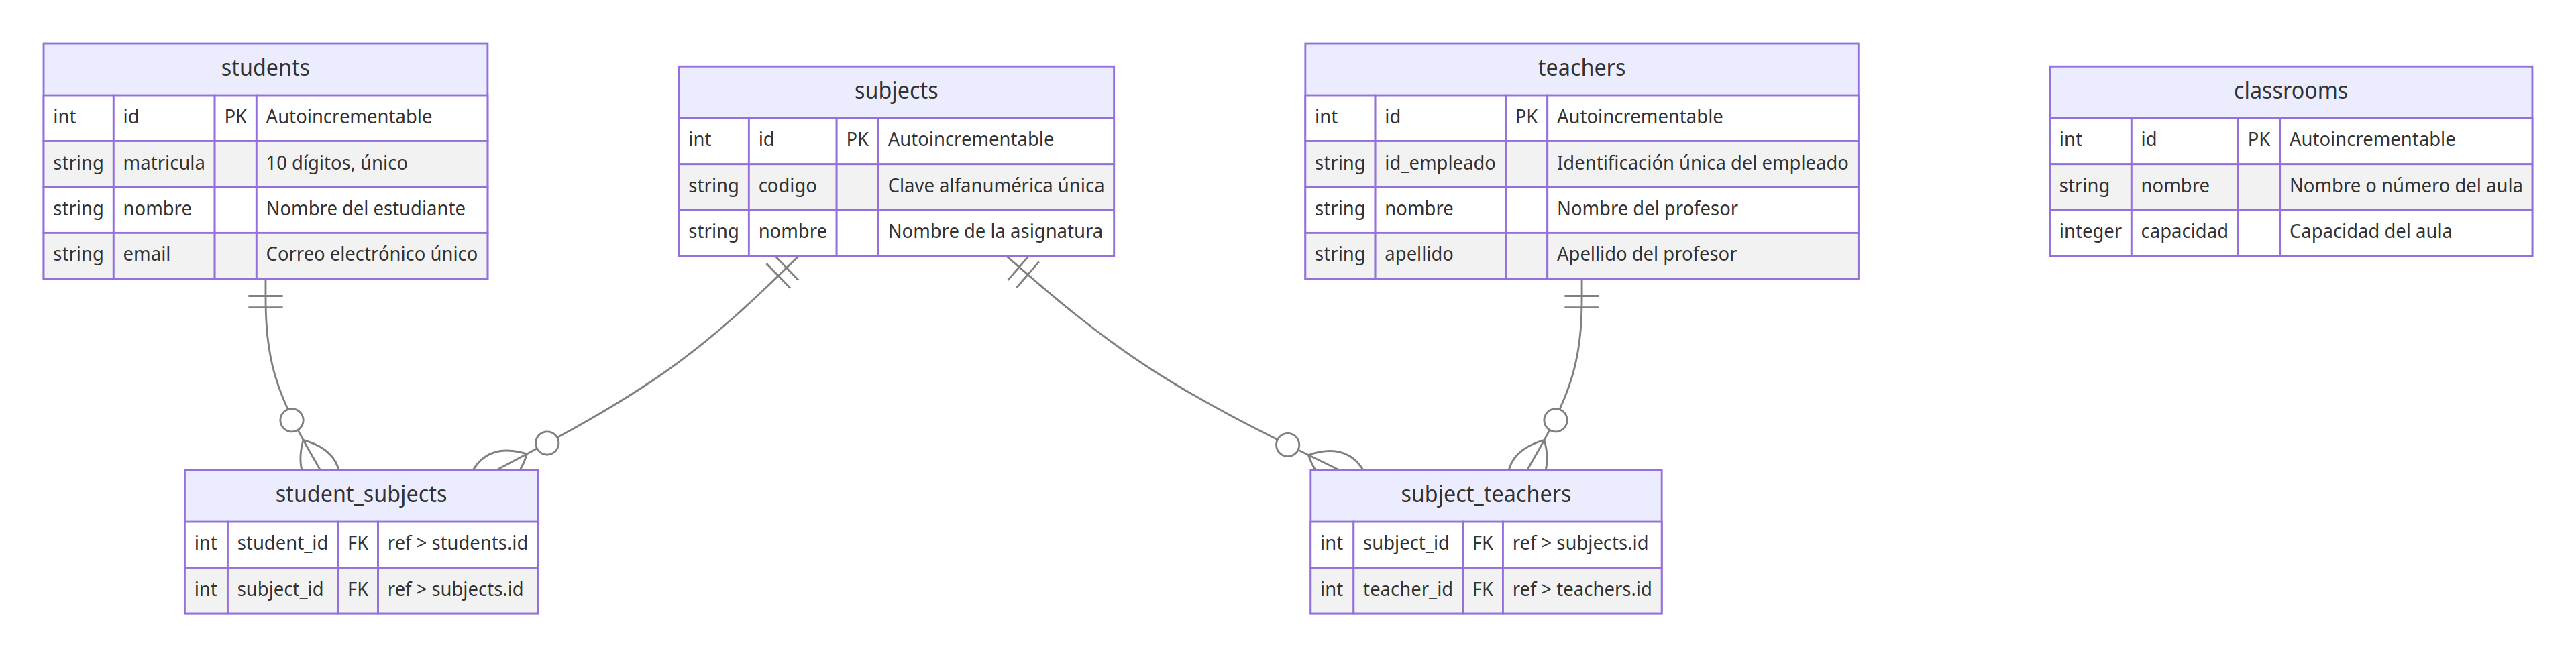 students
int id PK Autoincrementable
string matricula 10 dígitos, único
string nombre Nombre del estudiante
string email Correo electrónico único
subjects
int id PK Autoincrementable
string codigo Clave alfanumérica única
string nombre Nombre de la asignatura
teachers
int id PK Autoincrementable
string id_empleado Identificación única del empleado
string nombre Nombre del profesor
string apellido Apellido del profesor
classrooms
int id PK Autoincrementable
string nombre Nombre o número del aula
integer capacidad Capacidad del aula
student_subjects
int student_id FK ref > students.id
int subject_id FK ref > subjects.id
subject_teachers
int subject_id FK ref > subjects.id
int teacher_id FK ref > teachers.id